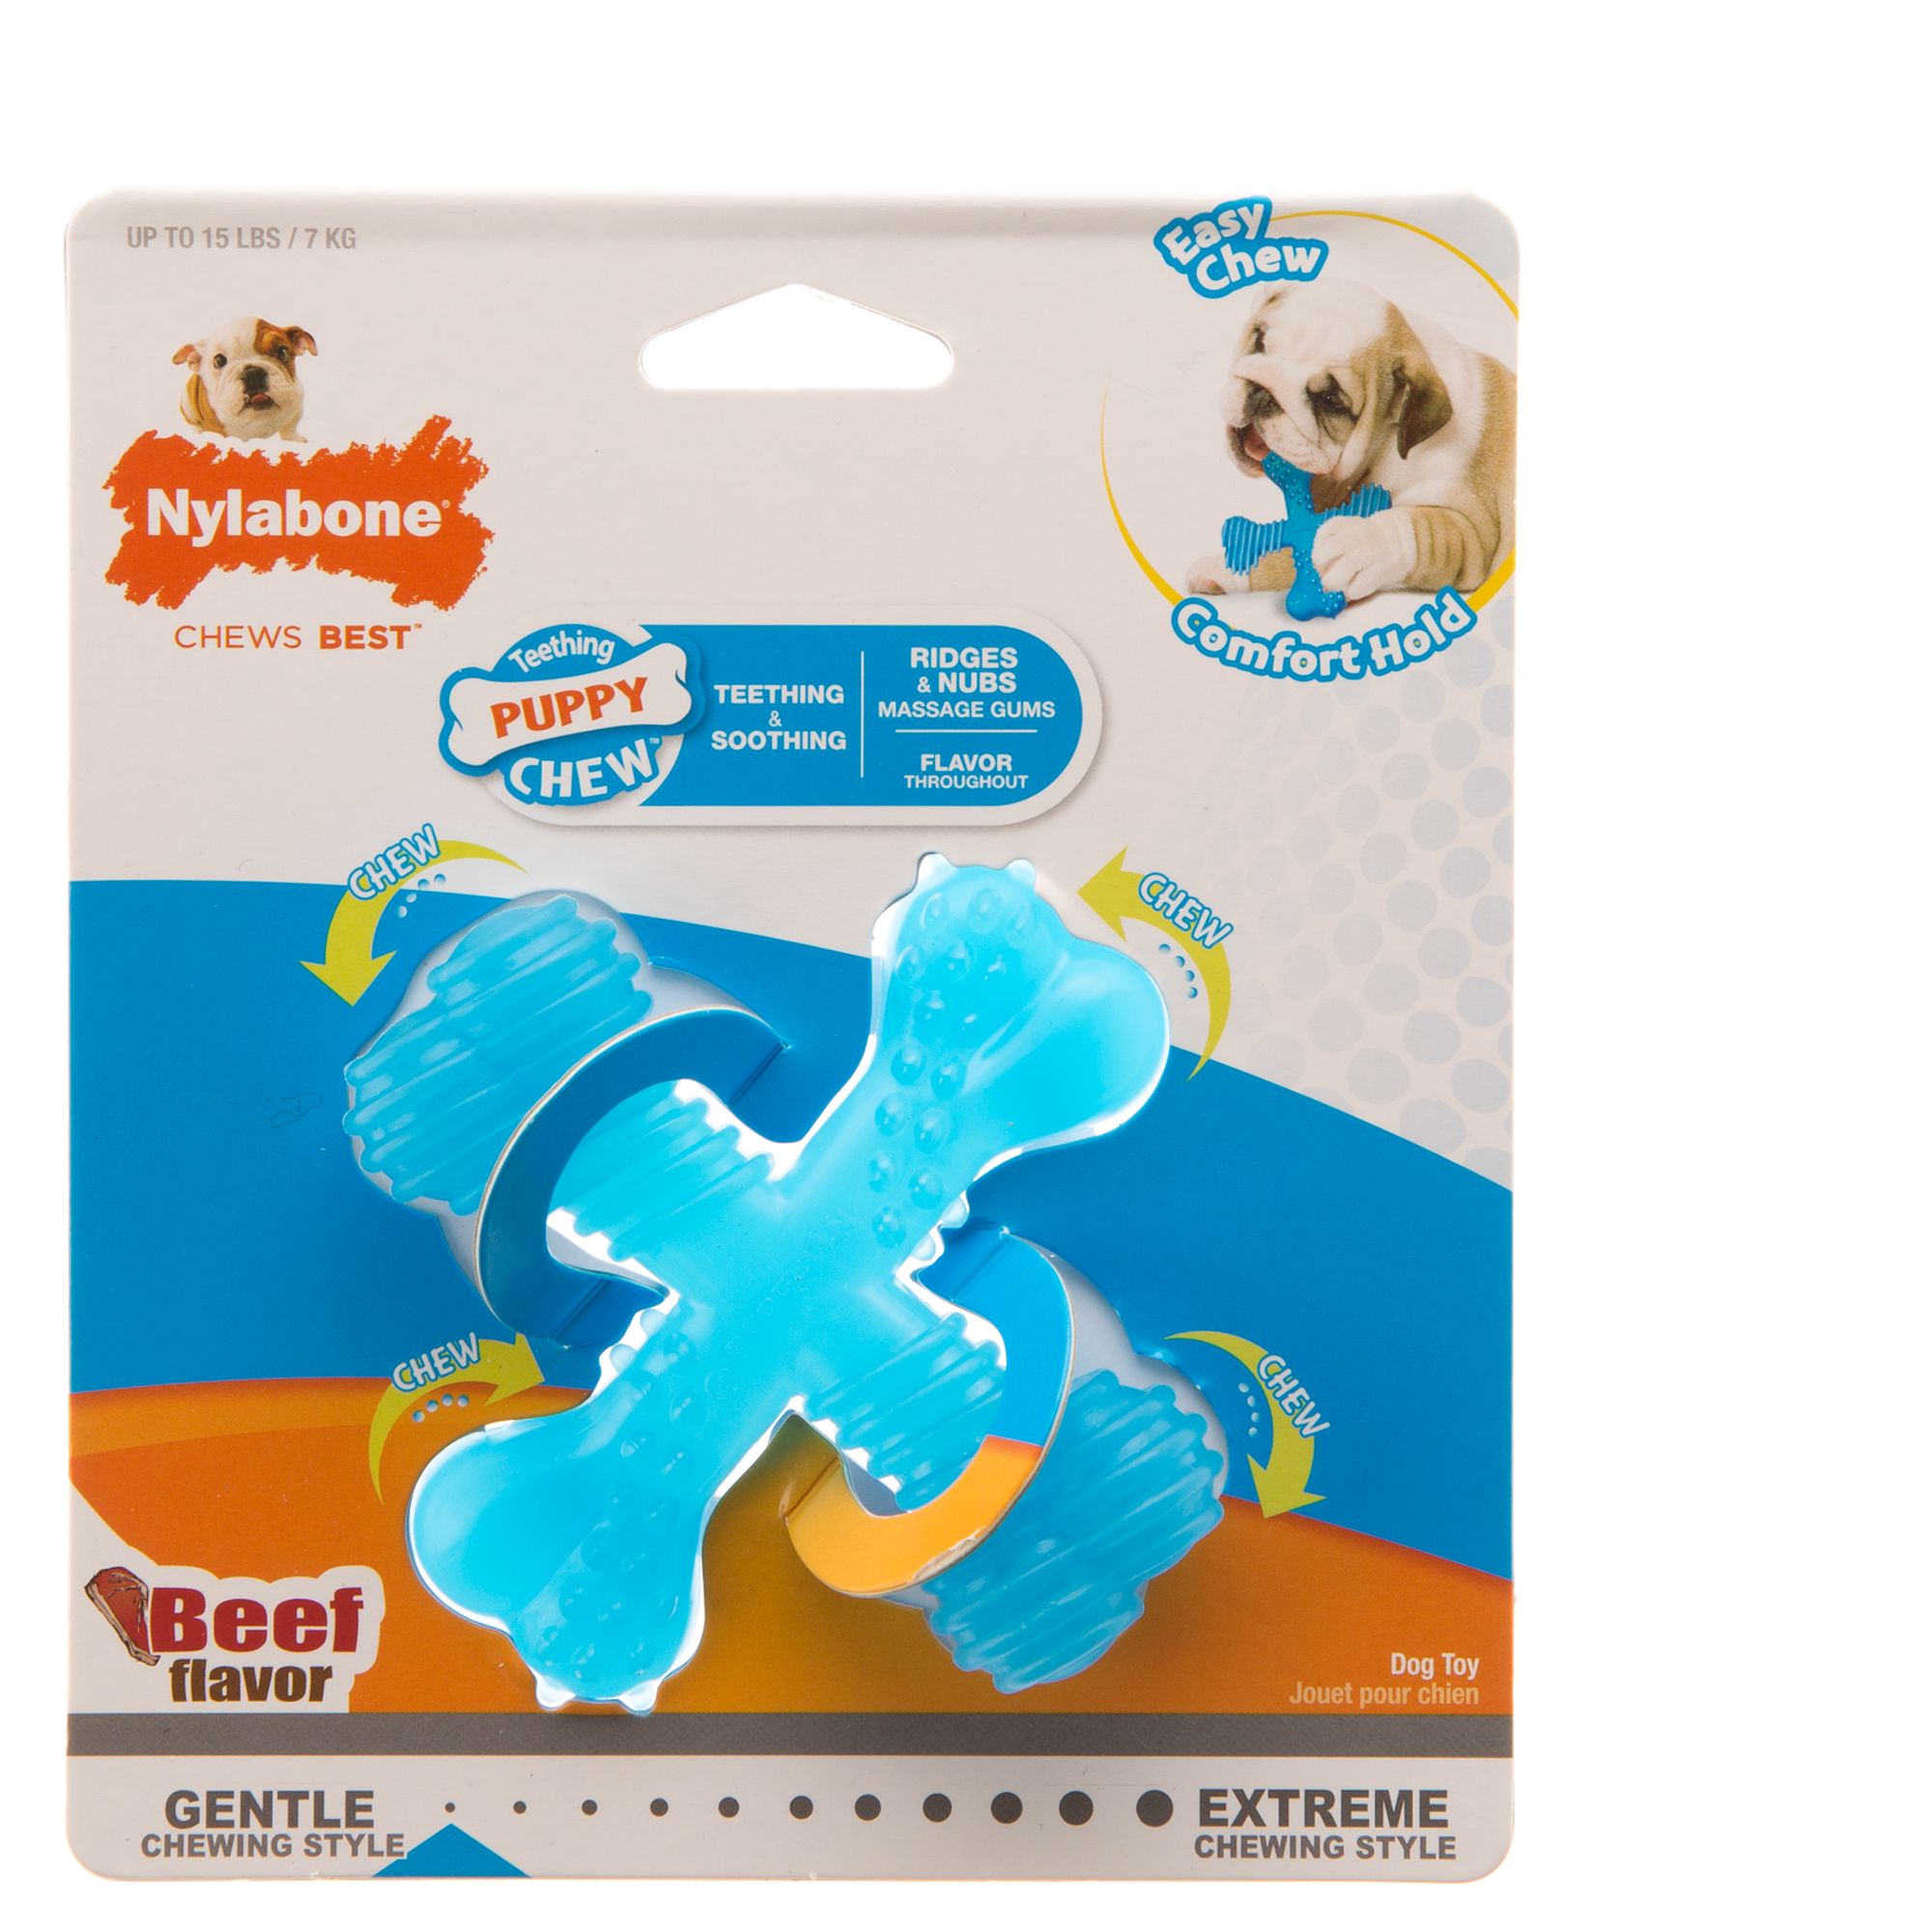 UP TO 15 LBS / 7 KG
Easy
Chew
Nylabone®
CHEWS BEST™
Comfort Hold
Teething
PUPPY
CHEW™
TEETHING
&
SOOTHING
RIDGES
& NUBS
MASSAGE GUMS
FLAVOR
THROUGHOUT
CHEW
CHEW
CHEW
CHEW
Beef
flavor
Dog Toy
Jouet pour chien
GENTLE
CHEWING STYLE
EXTREME
CHEWING STYLE